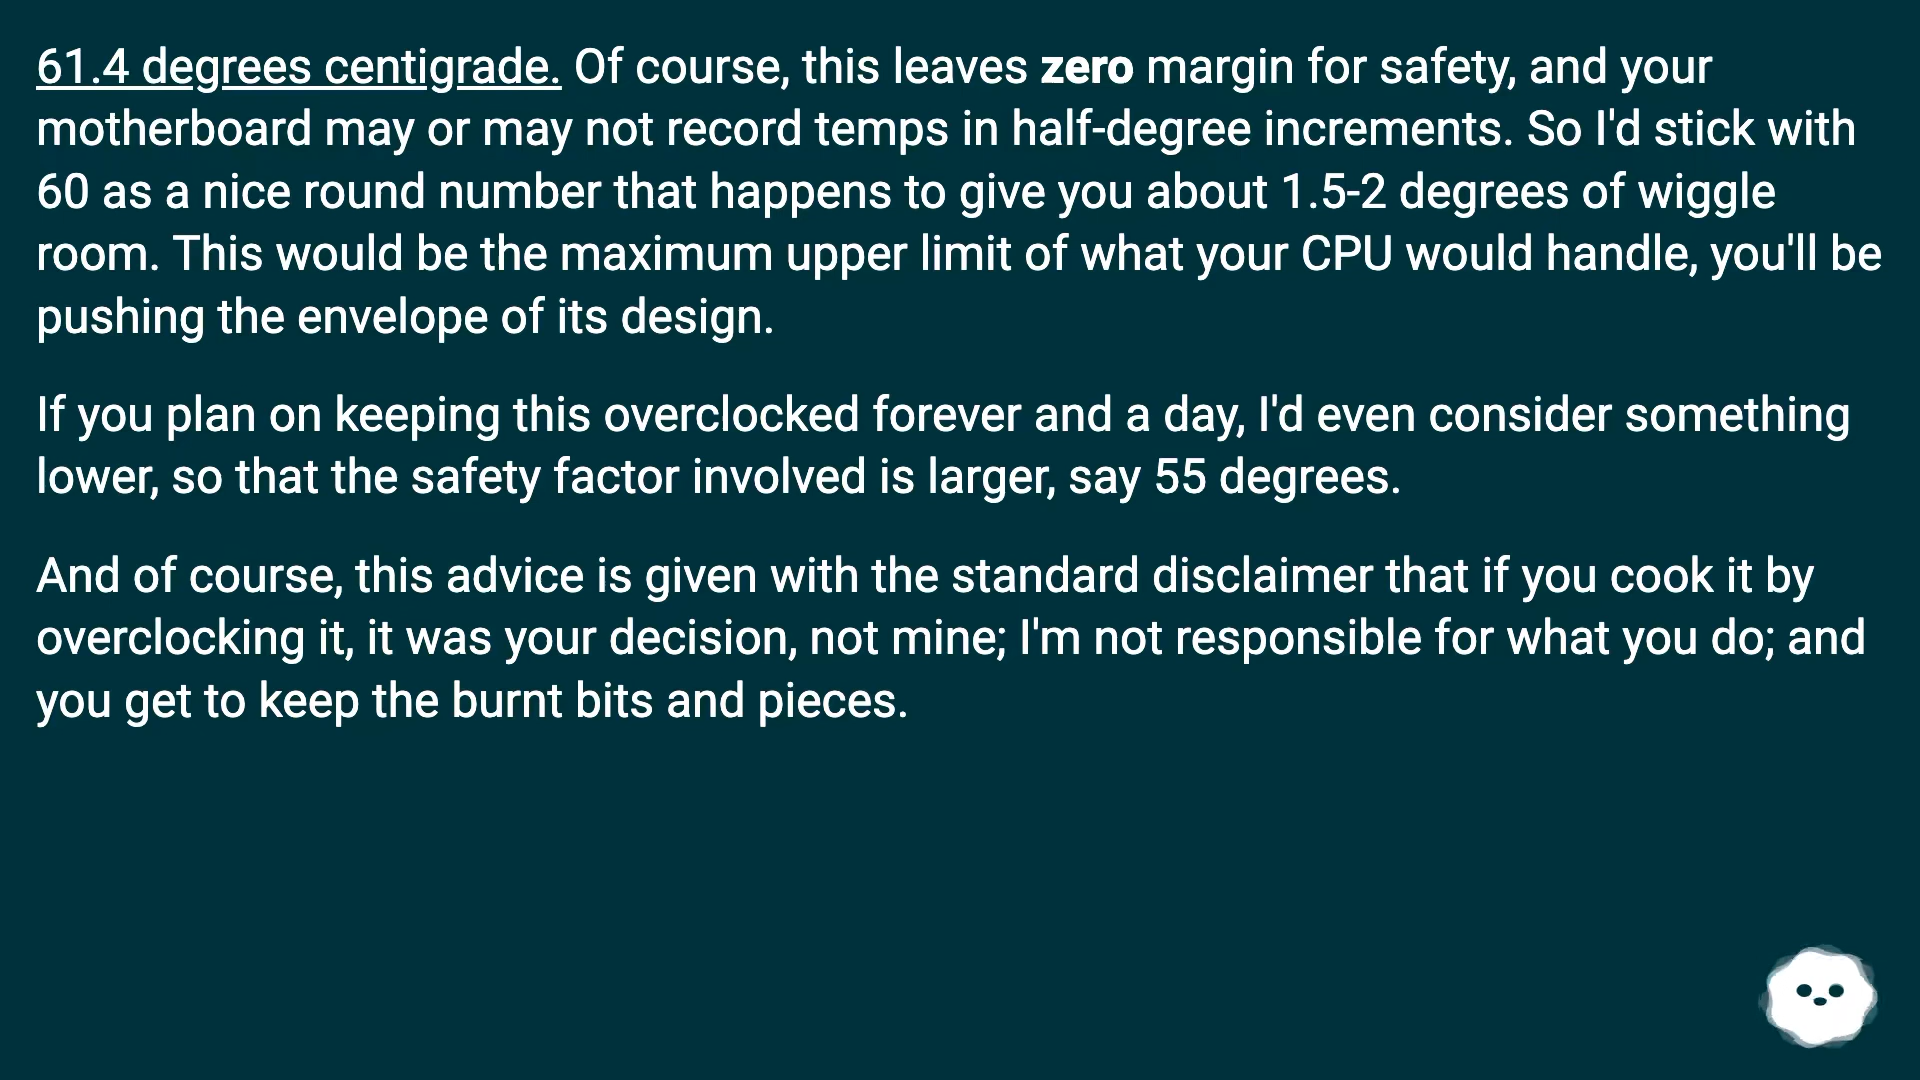 61.4 degrees centigrade. Of course, this leaves zero margin for safety, and your
motherboard may or may not record temps in half-degree increments. So I'd stick with
60 as a nice round number that happens to give you about 1.5-2 degrees of wiggle
room. This would be the maximum upper limit of what your CPU would handle, you'll be
pushing the envelope of its design.
If you plan on keeping this overclocked forever and a day, I'd even consider something
lower, so that the safety factor involved is larger, say 55 degrees.
And of course, this advice is given with the standard disclaimer that if you cook it by
overclocking it, it was your decision, not mine; I'm not responsible for what you do; and
you get to keep the burnt bits and pieces.